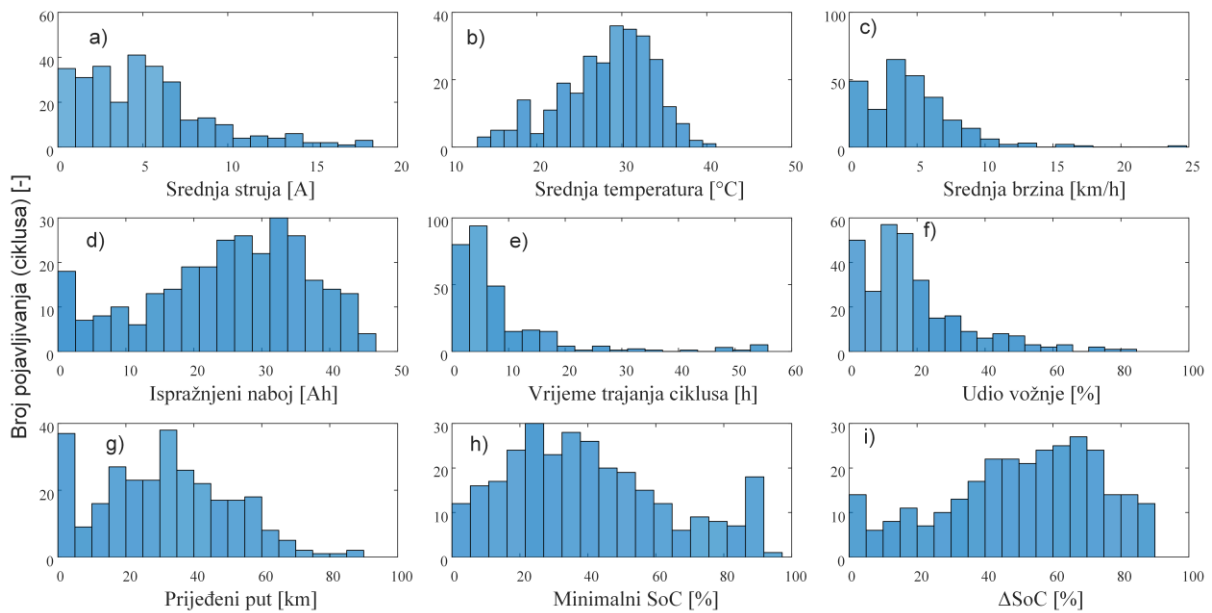 Broj pojavljivanja (ciklusa) [-]
a)
60
40
20
0
0 5 10 15 20
Srednja struja [A]
b)
40
20
0
10 20 30 40 50
Srednja temperatura [°C]
c)
100
50
0
0 5 10 15 20 25
Srednja brzina [km/h]
d)
30
20
10
0
0 10 20 30 40 50
Ispražnjeni naboj [Ah]
e)
100
50
0
0 10 20 30 40 50 60
Vrijeme trajanja ciklusa [h]
f)
60
40
20
0
0 20 40 60 80 100
Udio vožnje [%]
g)
40
20
0
0 20 40 60 80 100
Prijeđeni put [km]
h)
30
20
10
0
0 20 40 60 80 100
Minimalni SoC [%]
i)
30
20
10
0
0 20 40 60 80 100
ΔSoC [%]